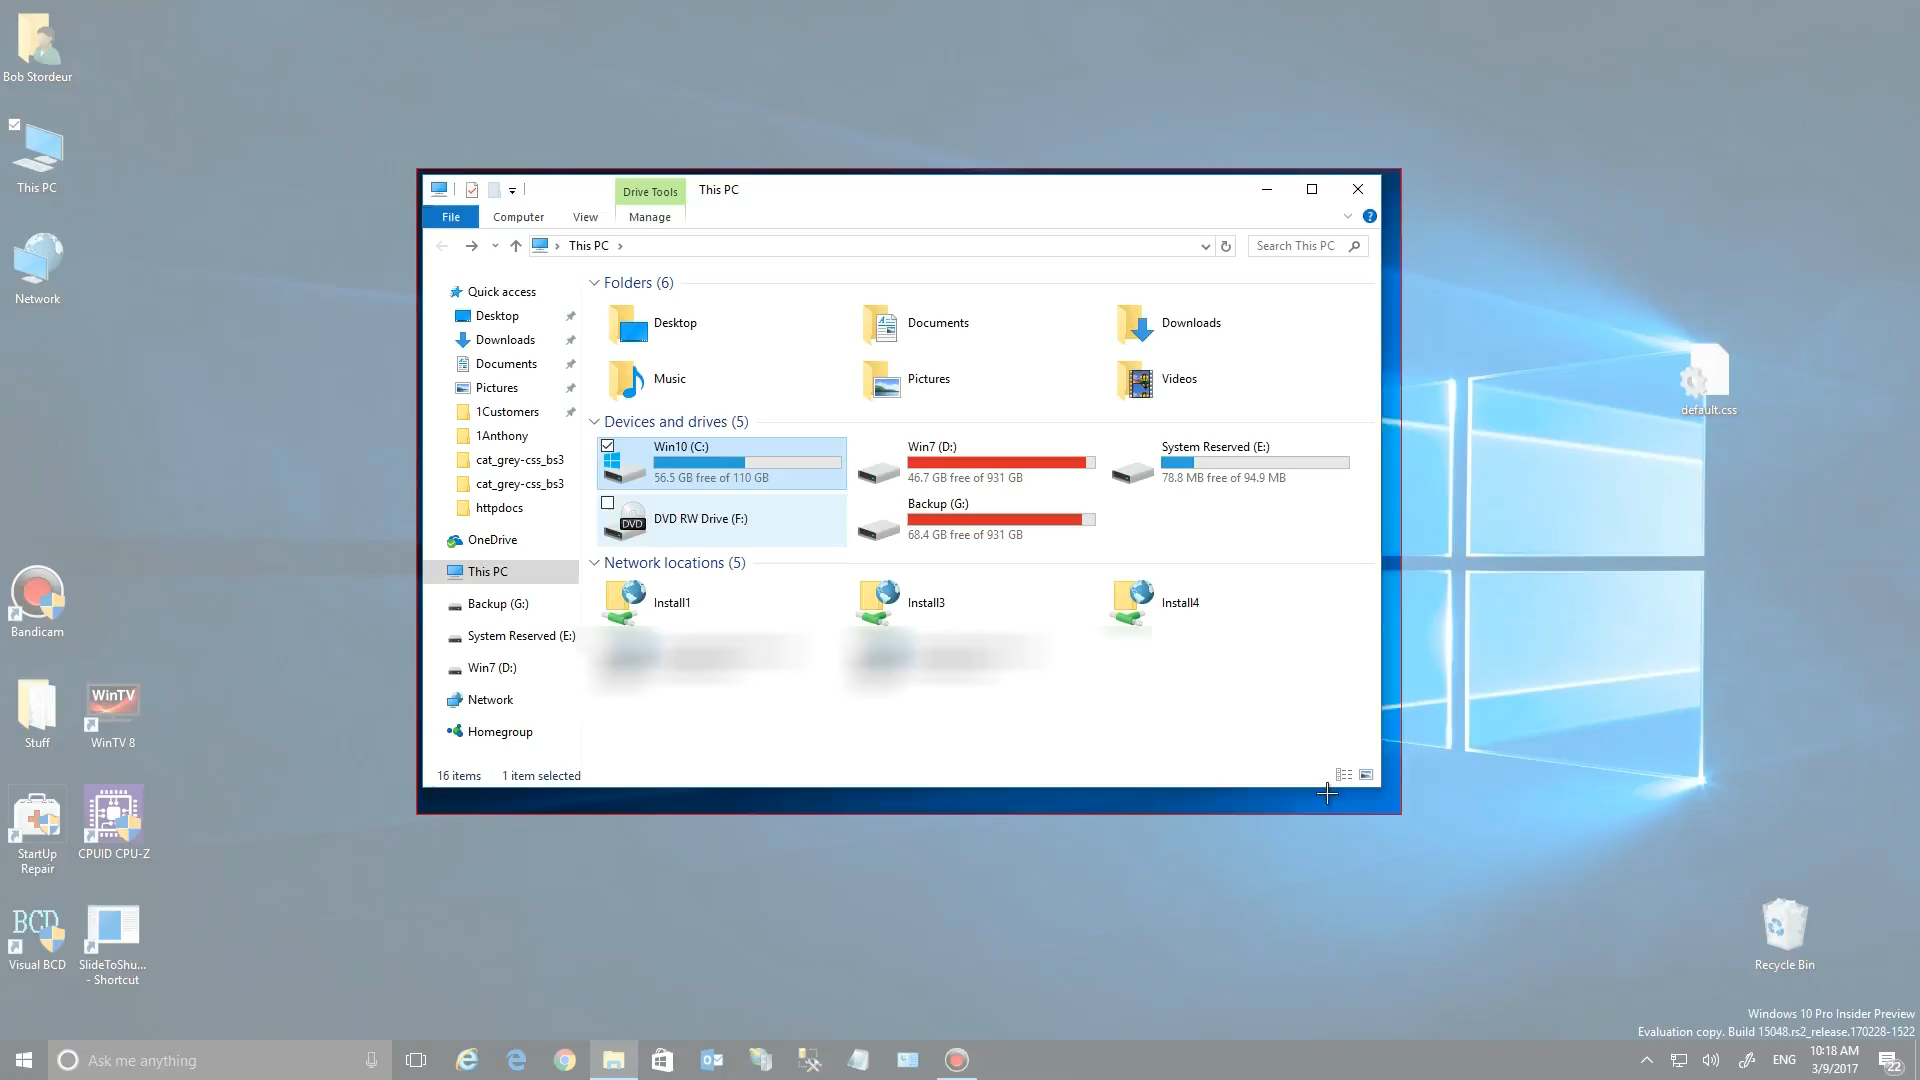 Bob Stordeur
This PC
Network
Bandicam
Stuff
WinTV
WinTV 8
StartUp
Repair
CPUID CPU-Z
BCD
Visual BCD
SlideToShu...
- Shortcut
Drive Tools
This PC
File
Computer
View
Manage
This PC
Search This PC
Quick access
Desktop
Downloads
Documents
Pictures
1Customers
1Anthony
cat_grey-css_bs3
cat_grey-css_bs3
httpdocs
OneDrive
This PC
Backup (G:)
System Reserved (E:)
Win7 (D:)
Network
Homegroup
Folders (6)
Desktop
Documents
Downloads
Music
Pictures
Videos
Devices and drives (5)
Win10 (C:)
56.5 GB free of 110 GB
Win7 (D:)
46.7 GB free of 931 GB
System Reserved (E:)
78.8 MB free of 94.9 MB
DVD
DVD RW Drive (F:)
Backup (G:)
68.4 GB free of 931 GB
Network locations (5)
Install1
Install3
Install4
16 items
1 item selected
default.css
Recycle Bin
Windows 10 Pro Insider Preview
Evaluation copy. Build 15048.rs2_release.170228-1522
Ask me anything
ENG
10:18 AM
3/9/2017
22